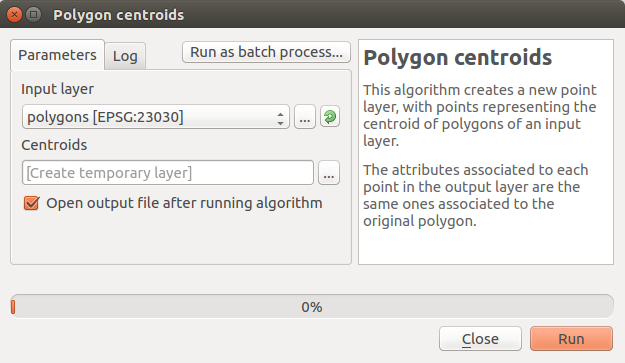 Polygon centroids
Parameters
Log
Run as batch process...
Input layer
polygons [EPSG:23030]
...
Centroids
[Create temporary layer]
...
Open output file after running algorithm
Polygon centroids
This algorithm creates a new point
layer, with points representing the
centroid of polygons of an input
layer.
The attributes associated to each
point in the output layer are the
same ones associated to the
original polygon.
0%
Close
Run